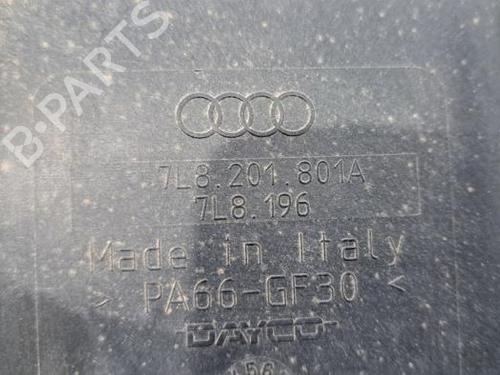 B-PARTS
7L8.201.801A
7L8.196
Made in Italy
> PA66-GF30 <
DAYCO